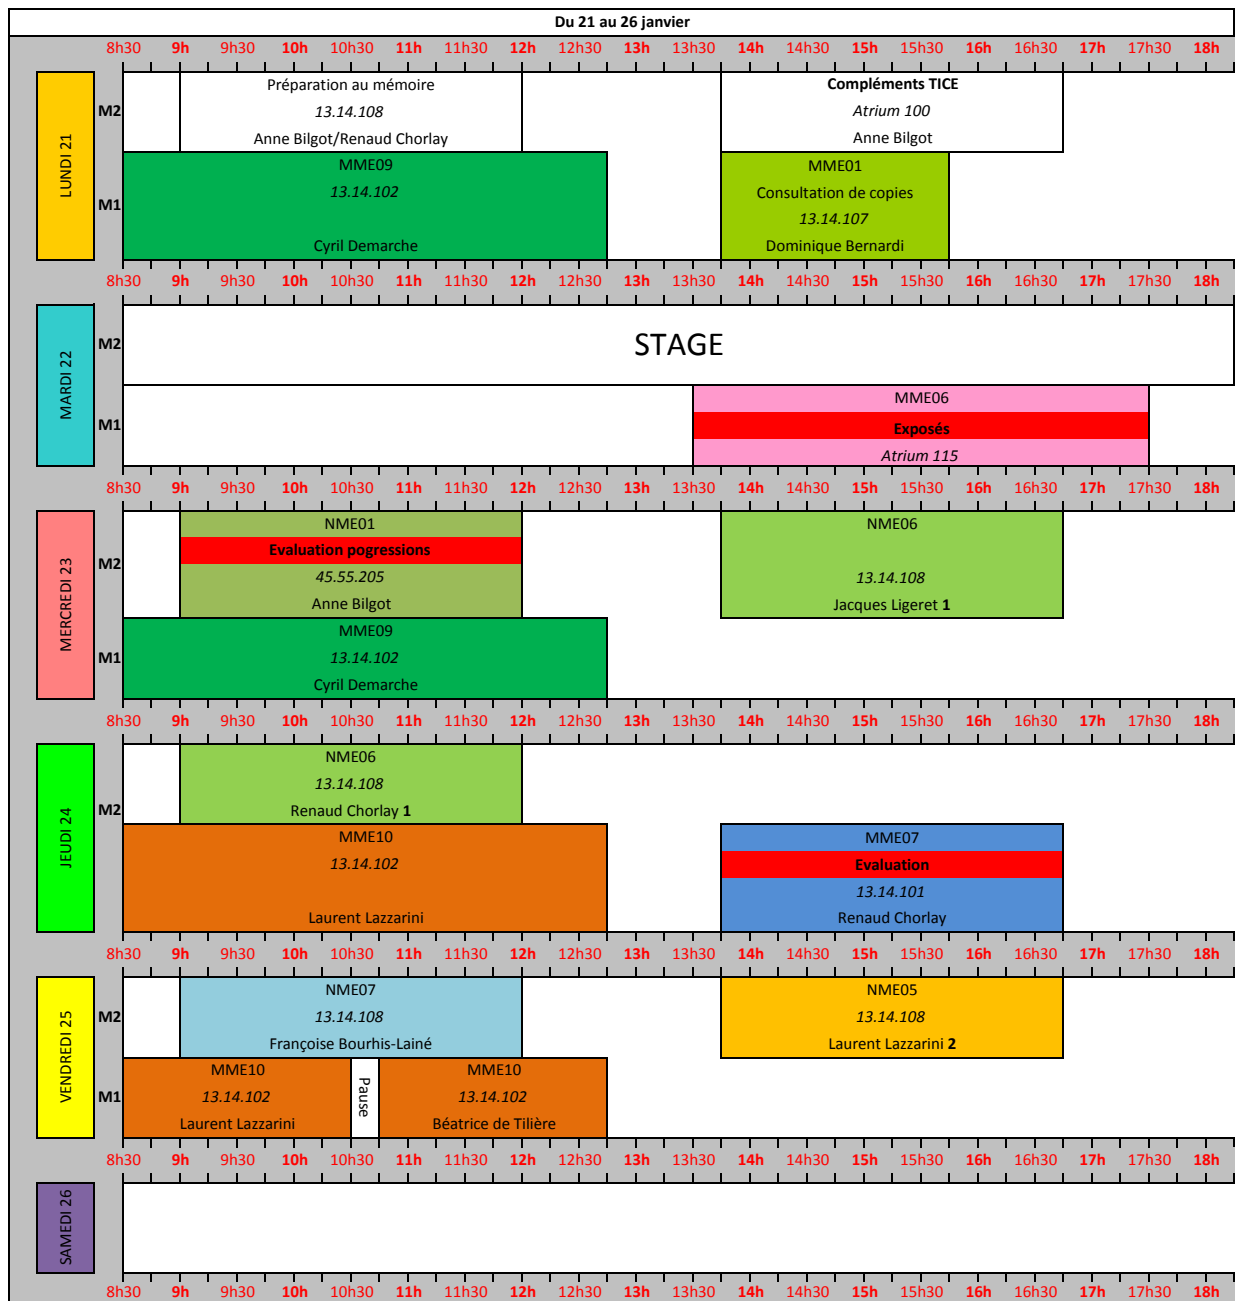 Du 21 au 26 janvier
8h30 9h 9h30 10h 10h30 11h 11h30 12h 12h30 13h 13h30 14h 14h30 15h 15h30 16h 16h30 17h 17h30 18h
LUNDI 21
M2
Préparation au mémoire
13.14.108
Anne Bilgot/Renaud Chorlay
Compléments TICE
Atrium 100
Anne Bilgot
M1
MME09
13.14.102
Cyril Demarche
MME01
Consultation de copies
13.14.107
Dominique Bernardi
8h30 9h 9h30 10h 10h30 11h 11h30 12h 12h30 13h 13h30 14h 14h30 15h 15h30 16h 16h30 17h 17h30 18h
MARDI 22
M2
STAGE
M1
MME06
Exposés
Atrium 115
8h30 9h 9h30 10h 10h30 11h 11h30 12h 12h30 13h 13h30 14h 14h30 15h 15h30 16h 16h30 17h 17h30 18h
MERCREDI 23
M2
NME01
Evaluation pogressions
45.55.205
Anne Bilgot
NME06
13.14.108
Jacques Ligeret 1
M1
MME09
13.14.102
Cyril Demarche
8h30 9h 9h30 10h 10h30 11h 11h30 12h 12h30 13h 13h30 14h 14h30 15h 15h30 16h 16h30 17h 17h30 18h
JEUDI 24
M2
NME06
13.14.108
Renaud Chorlay 1
MME10
13.14.102
Laurent Lazzarini
MME07
Evaluation
13.14.101
Renaud Chorlay
8h30 9h 9h30 10h 10h30 11h 11h30 12h 12h30 13h 13h30 14h 14h30 15h 15h30 16h 16h30 17h 17h30 18h
VENDREDI 25
M2
NME07
13.14.108
Françoise Bourhis-Lainé
NME05
13.14.108
Laurent Lazzarini 2
M1
MME10
13.14.102
Laurent Lazzarini
Pause
MME10
13.14.102
Béatrice de Tilière
8h30 9h 9h30 10h 10h30 11h 11h30 12h 12h30 13h 13h30 14h 14h30 15h 15h30 16h 16h30 17h 17h30 18h
SAMEDI 26
8h30 9h 9h30 10h 10h30 11h 11h30 12h 12h30 13h 13h30 14h 14h30 15h 15h30 16h 16h30 17h 17h30 18h